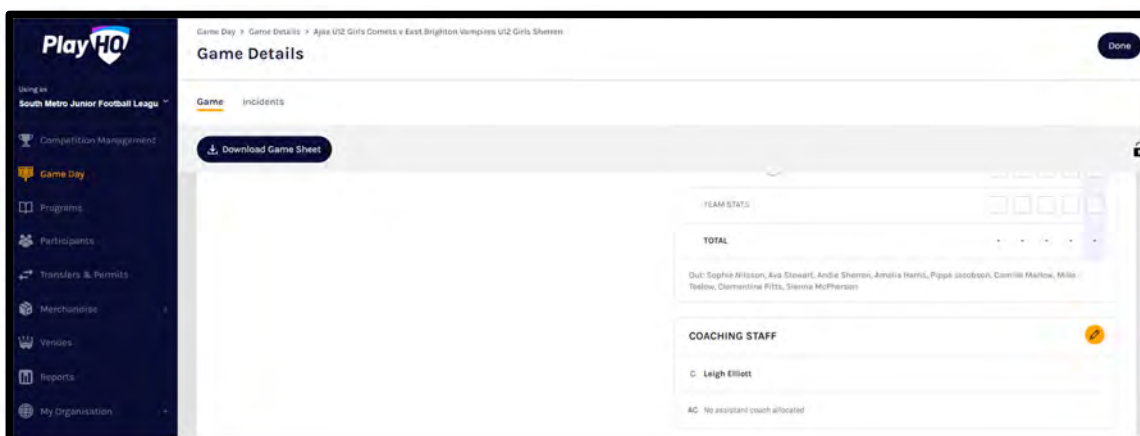 PlayHQ
Using as
South Metro Junior Football Leagu
Competition Management
Game Day
Programs
Participants
Transfers & Permits
Merchandise
Venues
Reports
My Organisation
Game Day > Game Details > Ajax U12 Girls Comets v East Brighton Vampires U12 Girls Sherren
Game Details
Done
Game Incidents
Download Game Sheet
TEAM STATS
TOTAL
Out: Sophie Nilsson, Ava Stewart, Andie Sherren, Amelia Harris, Pippa Jacobson, Camille Marlow, Milla
Clementine Pitts, Sienna McPherson
COACHING STAFF
C Leigh Elliott
AC No assistant coach allocated